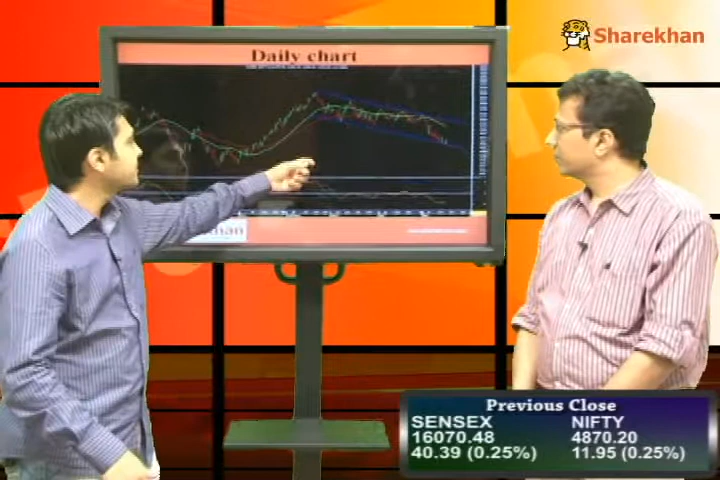 Sharekhan
Daily chart
Previous Close
SENSEX NIFTY
16070.48 4870.20
40.39 (0.25%) 11.95 (0.25%)